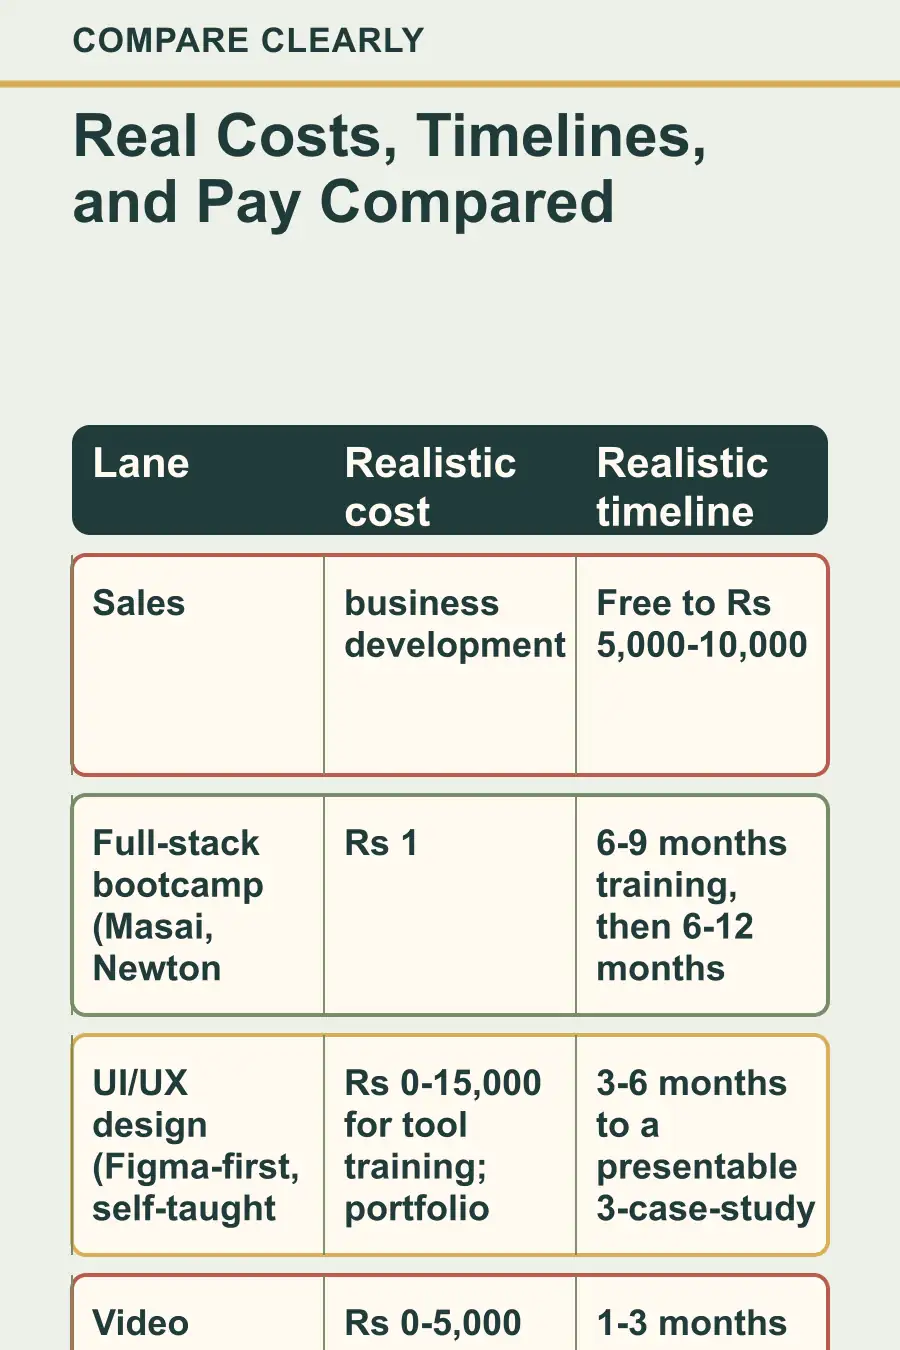 COMPARE CLEARLY
Real Costs, Timelines,
and Pay Compared
Lane
Realistic
cost
Realistic
timeline
Sales
business
development
Free to Rs
5,000-10,000
Full-stack
bootcamp
(Masai,
Newton
Rs 1
6-9 months
training,
then 6-12
months
UI/UX
design
(Figma-first,
self-taught
Rs 0-15,000
for tool
training;
portfolio
3-6 months
to a
presentable
3-case-study
Video
Rs 0-5,000
1-3 months